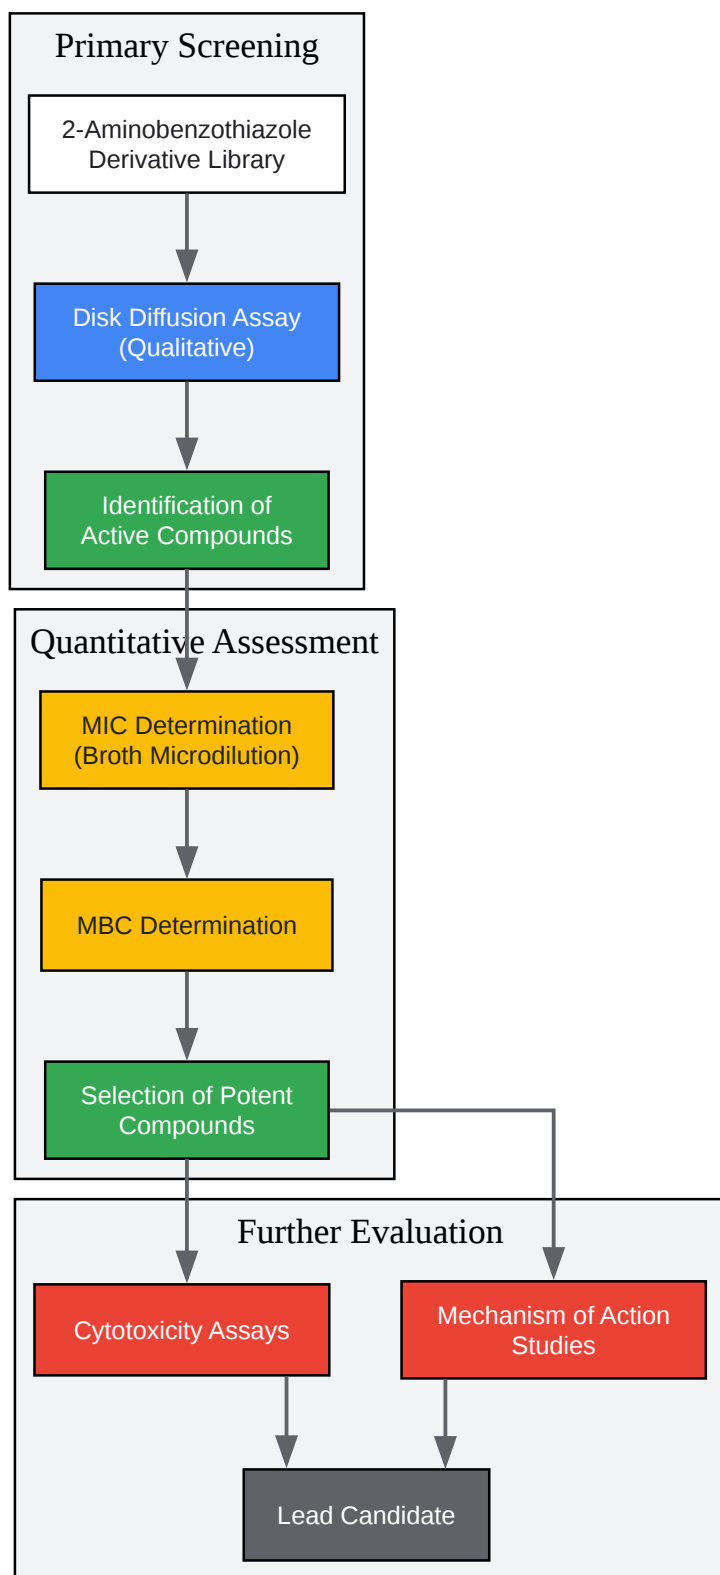 Primary Screening
2-Aminobenzothiazole
Derivative Library
Disk Diffusion Assay
(Qualitative)
Identification of
Active Compounds
Quantitative Assessment
MIC Determination
(Broth Microdilution)
MBC Determination
Selection of Potent
Compounds
Further Evaluation
Cytotoxicity Assays
Mechanism of Action
Studies
Lead Candidate